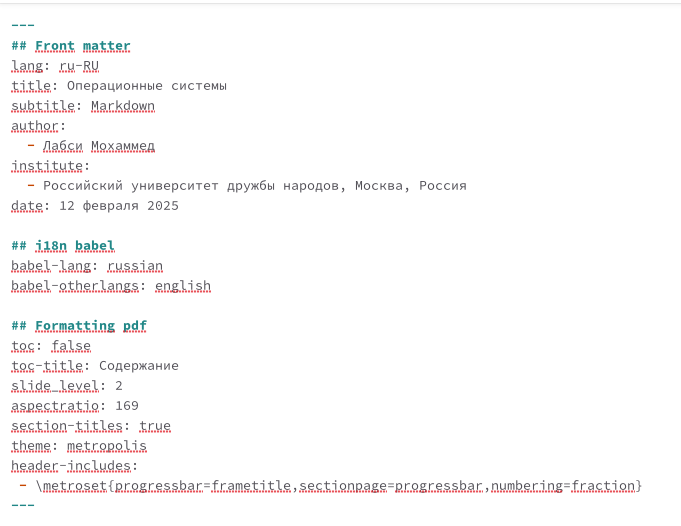 ---
## Front matter
lang: ru-RU
title: Операционные системы
subtitle: Markdown
author:
- Лабси Мохаммед
institute:
- Российский университет дружбы народов, Москва, Россия
date: 12 февраля 2025
## i18n babel
babel-lang: russian
babel-otherlangs: english
## Formatting pdf
toc: false
toc-title: Содержание
slide_level: 2
aspectratio: 169
section-titles: true
theme: metropolis
header-includes:
- \metroset{progressbar=frametitle,sectionpage=progressbar,numbering=fraction}
---